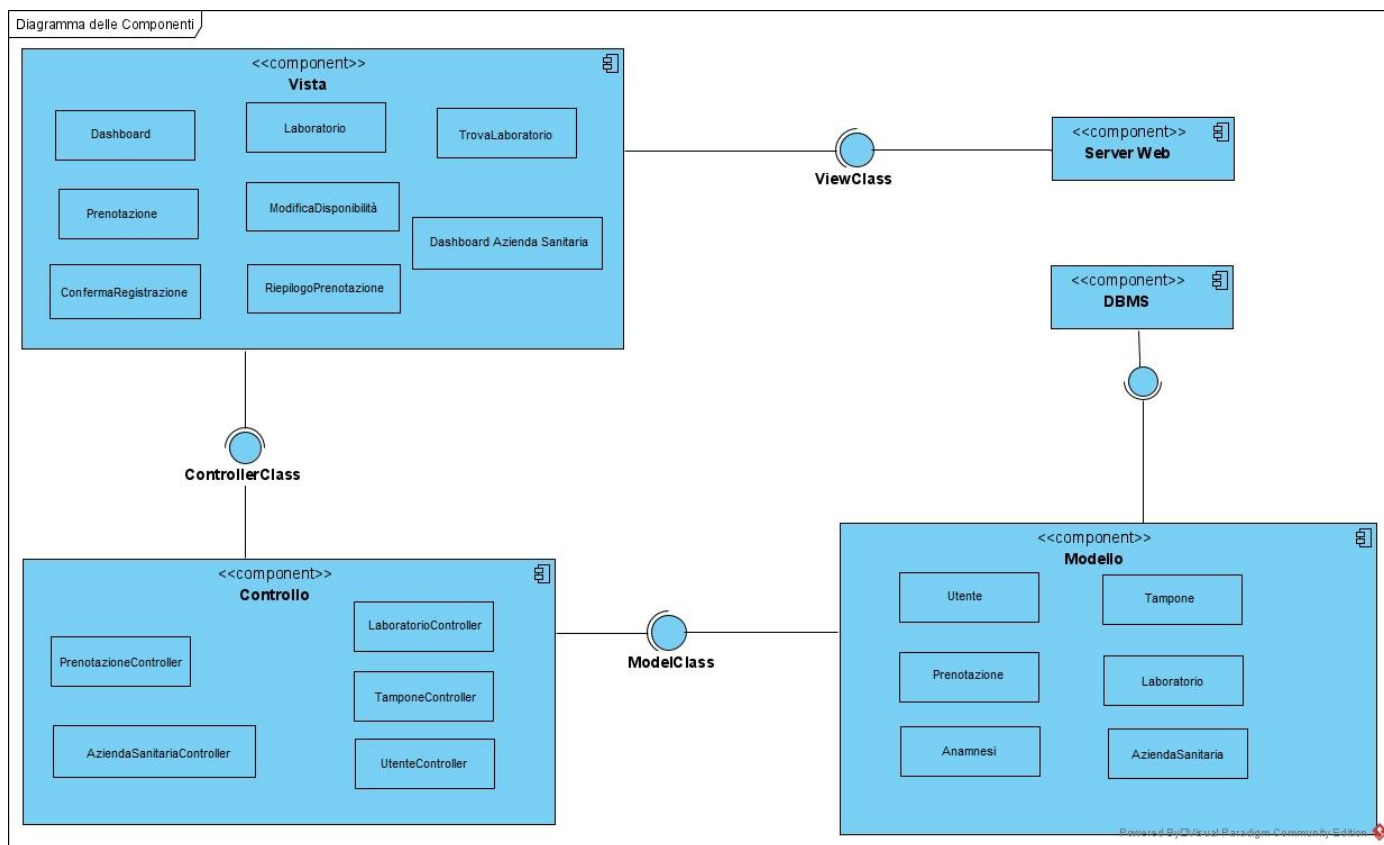 Diagramma delle Componenti
<<component>>
Vista
Dashboard
Laboratorio
TrovaLaboratorio
Prenotazione
ModificaDisponibilità
Dashboard Azienda Sanitaria
ConfermaRegistrazione
RiepilogoPrenotazione
ViewClass
<<component>>
Server Web
<<component>>
DBMS
ControllerClass
<<component>>
Controllo
LaboratorioController
PrenotazioneController
TamponeController
AziendaSanitariaController
UtenteController
ModelClass
<<component>>
Modello
Utente
Tampone
Prenotazione
Laboratorio
Anamnesi
AziendaSanitaria
Powered By Visual Paradigm Community Edition